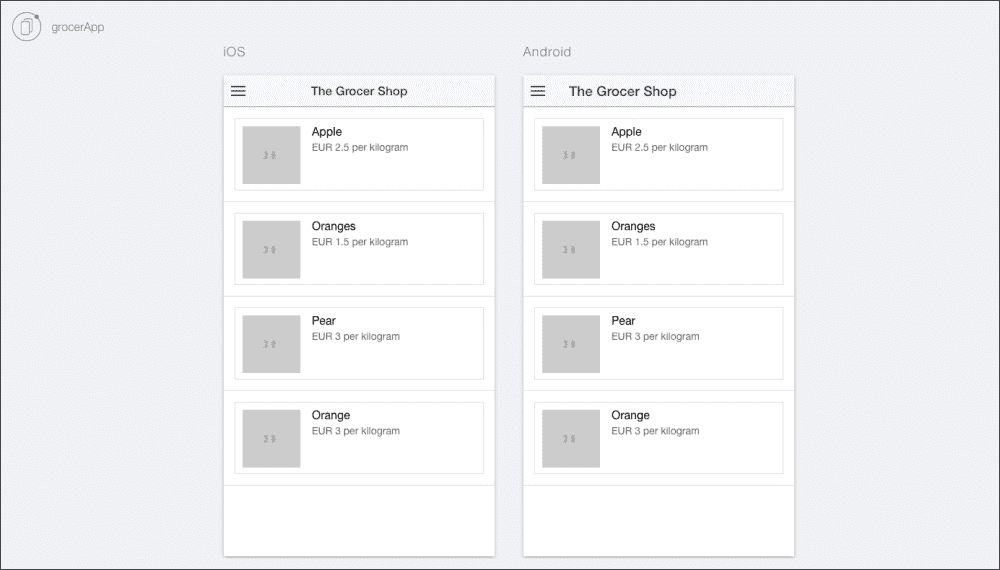 grocerApp
iOS
The Grocer Shop
Apple
EUR 2.5 per kilogram
Oranges
EUR 1.5 per kilogram
Pear
EUR 3 per kilogram
Orange
EUR 3 per kilogram
Android
The Grocer Shop
Apple
EUR 2.5 per kilogram
Oranges
EUR 1.5 per kilogram
Pear
EUR 3 per kilogram
Orange
EUR 3 per kilogram